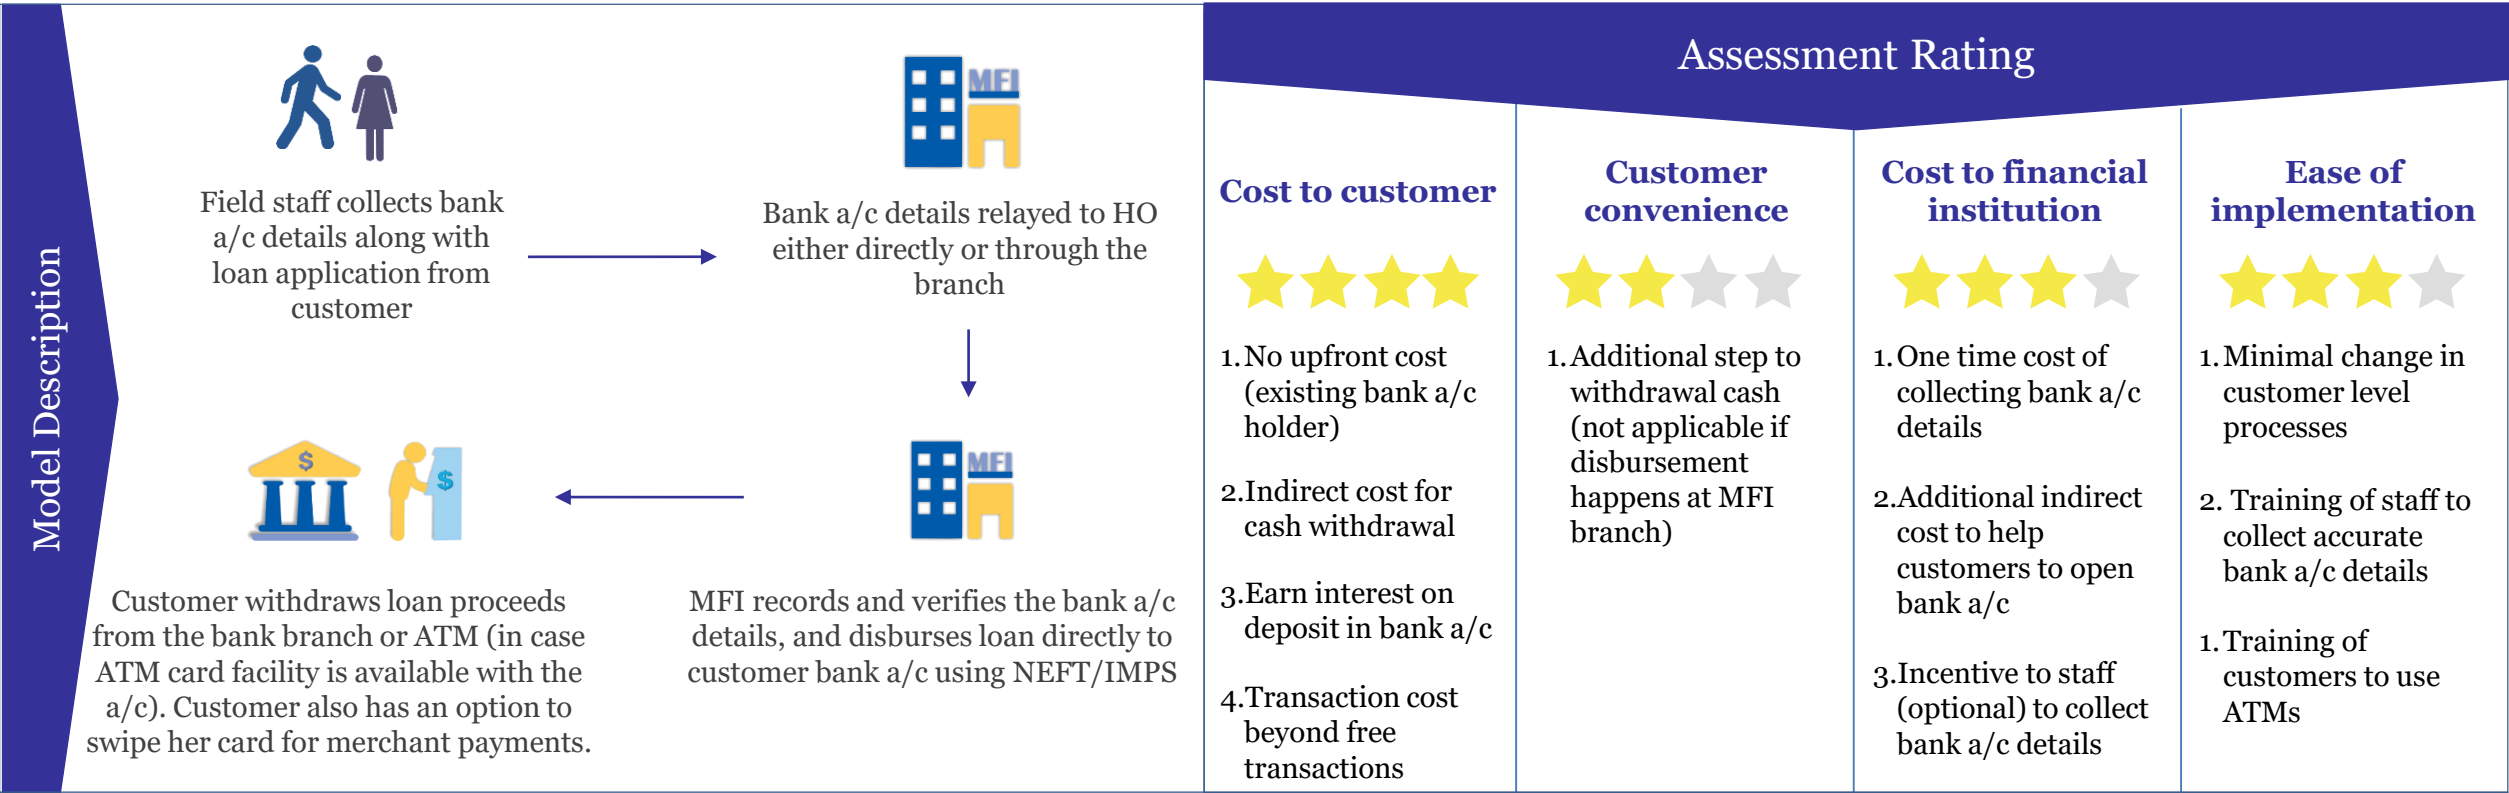 Model Description
MFI
Field staff collects bank
a/c details along with
loan application from
customer
Bank a/c details relayed to HO
either directly or through the
branch
$
$
MFI
Customer withdraws loan proceeds
from the bank branch or ATM (in case
ATM card facility is available with the
a/c). Customer also has an option to
swipe her card for merchant payments.
MFI records and verifies the bank a/c
details, and disburses loan directly to
customer bank a/c using NEFT/IMPS
Assessment Rating
Cost to customer
1. No upfront cost
(existing bank a/c
holder)
2.Indirect cost for
cash withdrawal
3.Earn interest on
deposit in bank a/c
4.Transaction cost
beyond free
transactions
Customer
convenience
1. Additional step to
withdrawal cash
(not applicable if
disbursement
happens at MFI
branch)
Cost to financial
institution
1. One time cost of
collecting bank a/c
details
2.Additional indirect
cost to help
customers to open
bank a/c
3.Incentive to staff
(optional) to collect
bank a/c details
Ease of
implementation
1. Minimal change in
customer level
processes
2. Training of staff to
collect accurate
bank a/c details
1. Training of
customers to use
ATMs